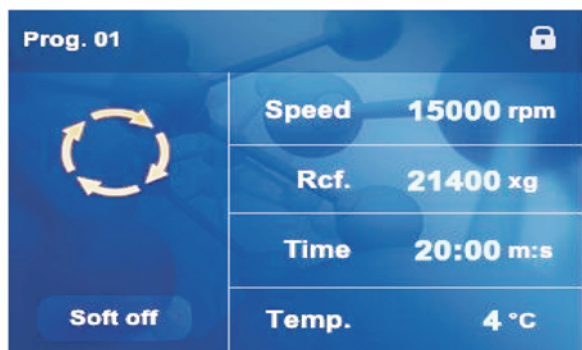 Prog. 01
Speed 15000 rpm
Rcf. 21400 xg
Time 20:00 m:s
Soft off
Temp. 4 °C